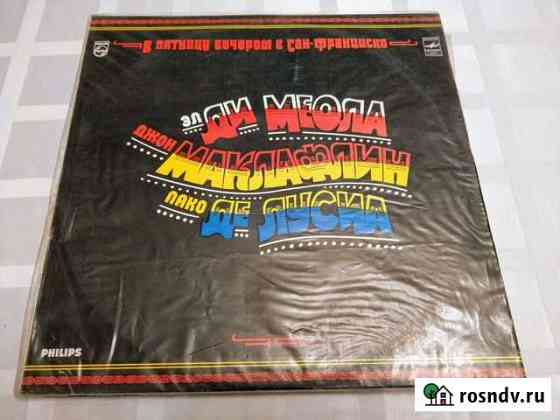 В ПЯТНИЦУ ВЕЧЕРОМ В САН-ФРАНЦИСКО
ЭЛ ДИ МЕОЛА
ДЖОН МАКЛАФЛИН
ПАКО ДЕ ЛУСИА
PHILIPS
rosndv.ru